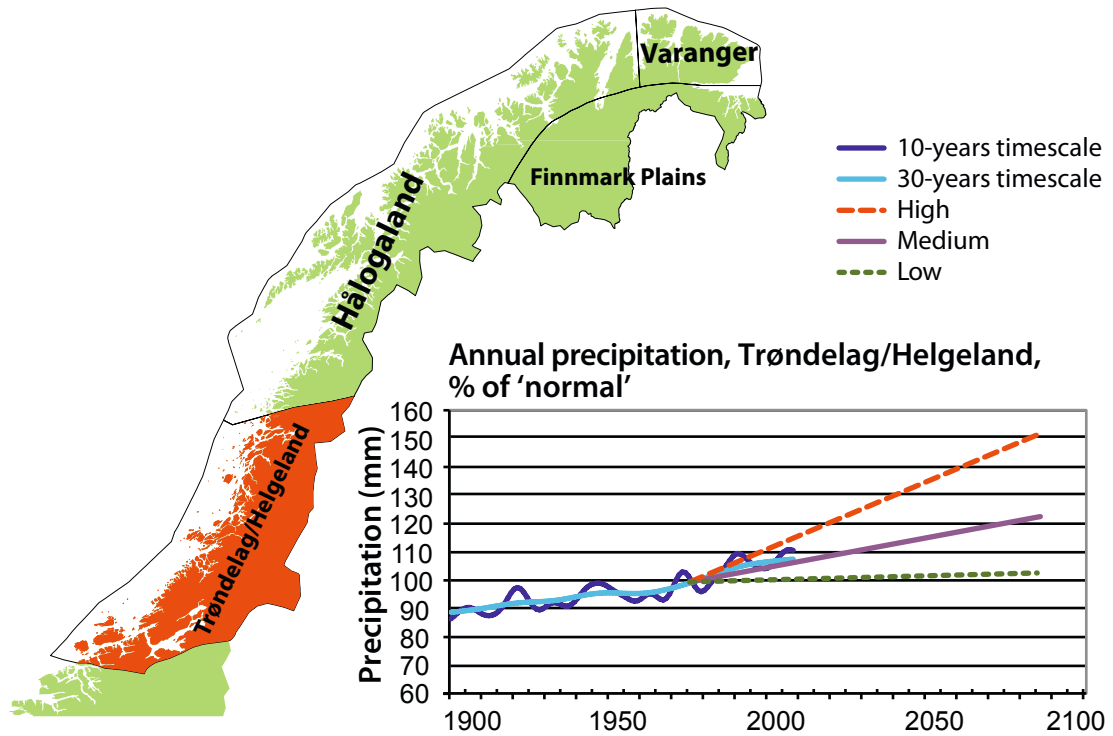 Varanger
Finnmark Plains
Hålogaland
Trøndelag/Helgeland
10-years timescale
30-years timescale
High
Medium
Low
Annual precipitation, Trøndelag/Helgeland,
% of ‘normal’
Precipitation (mm)
160
150
140
130
120
110
100
90
80
70
60
1900 1950 2000 2050 2100